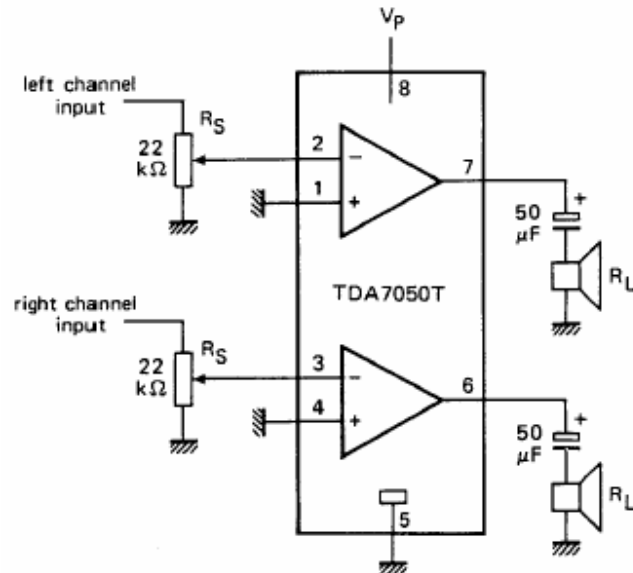 V_P
8
left channel
input
R_S
22
kΩ
2
−
1
+
7
+
50
μF
R_L
TDA7050T
right channel
input
R_S
22
kΩ
3
−
4
+
6
+
50
μF
R_L
5